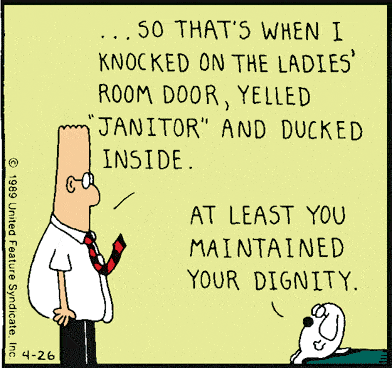 ...SO THAT'S WHEN I
KNOCKED ON THE LADIES'
ROOM DOOR, YELLED
"JANITOR" AND DUCKED
INSIDE.
AT LEAST YOU
MAINTAINED
YOUR DIGNITY.
© 1989 United Feature Syndicate, Inc.
4-26